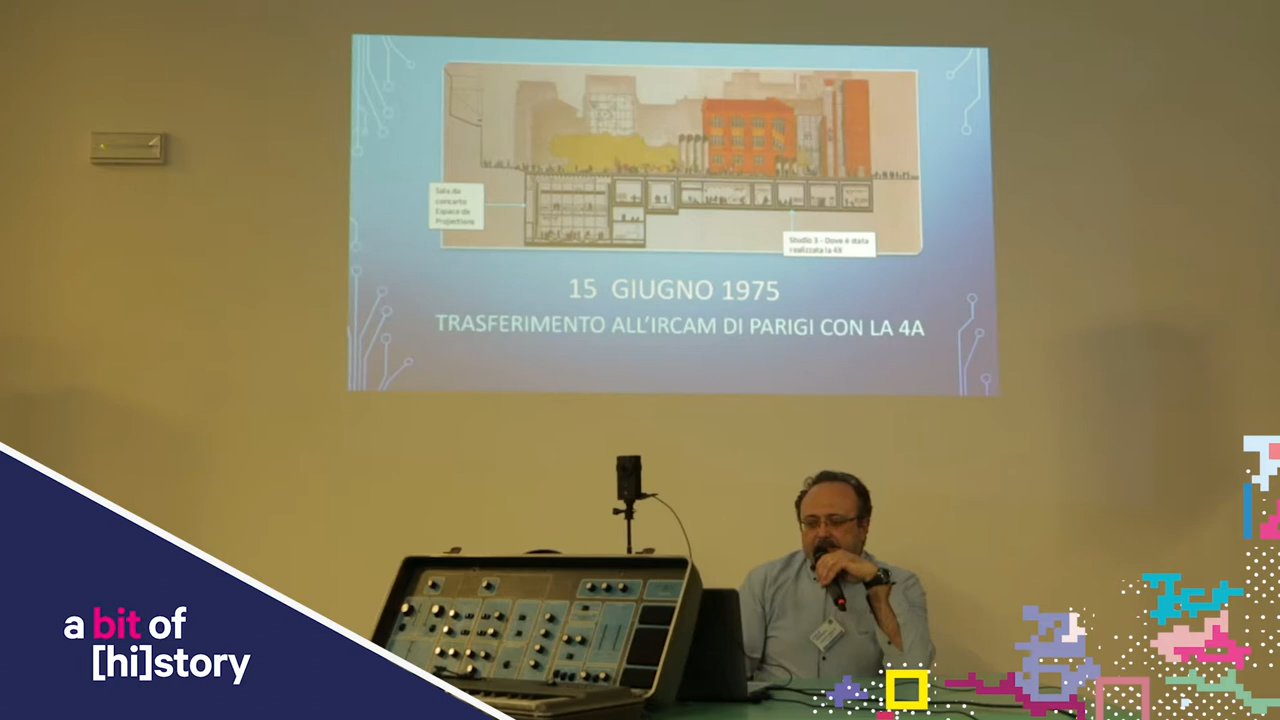 Sala da
concerto
Espace de
Projections
Studio 3 - Dove è stata
realizzata la 4X
15 GIUGNO 1975
TRASFERIMENTO ALL'IRCAM DI PARIGI CON LA 4A
a bit of
[hi]story